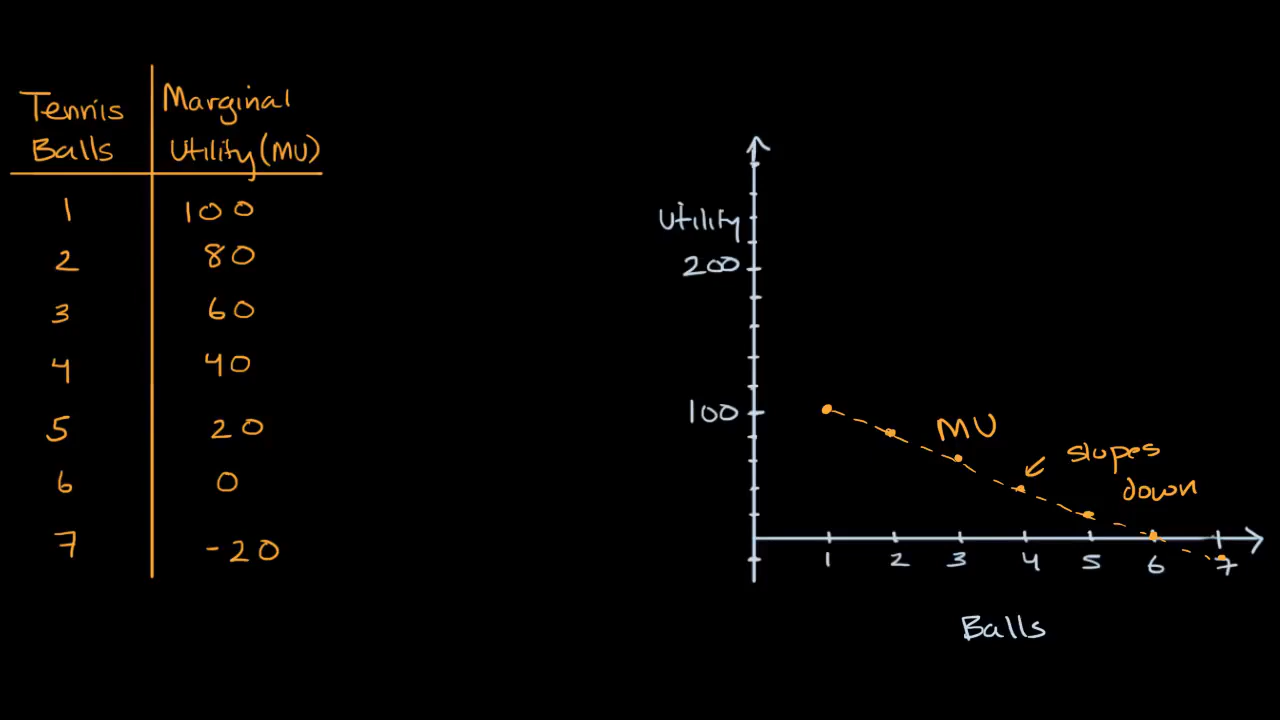 Tennis Balls | Marginal Utility (MU)
1 | 100
2 | 80
3 | 60
4 | 40
5 | 20
6 | 0
7 | -20
Utility
200
100
MU
slopes
down
1 2 3 4 5 6 7
Balls